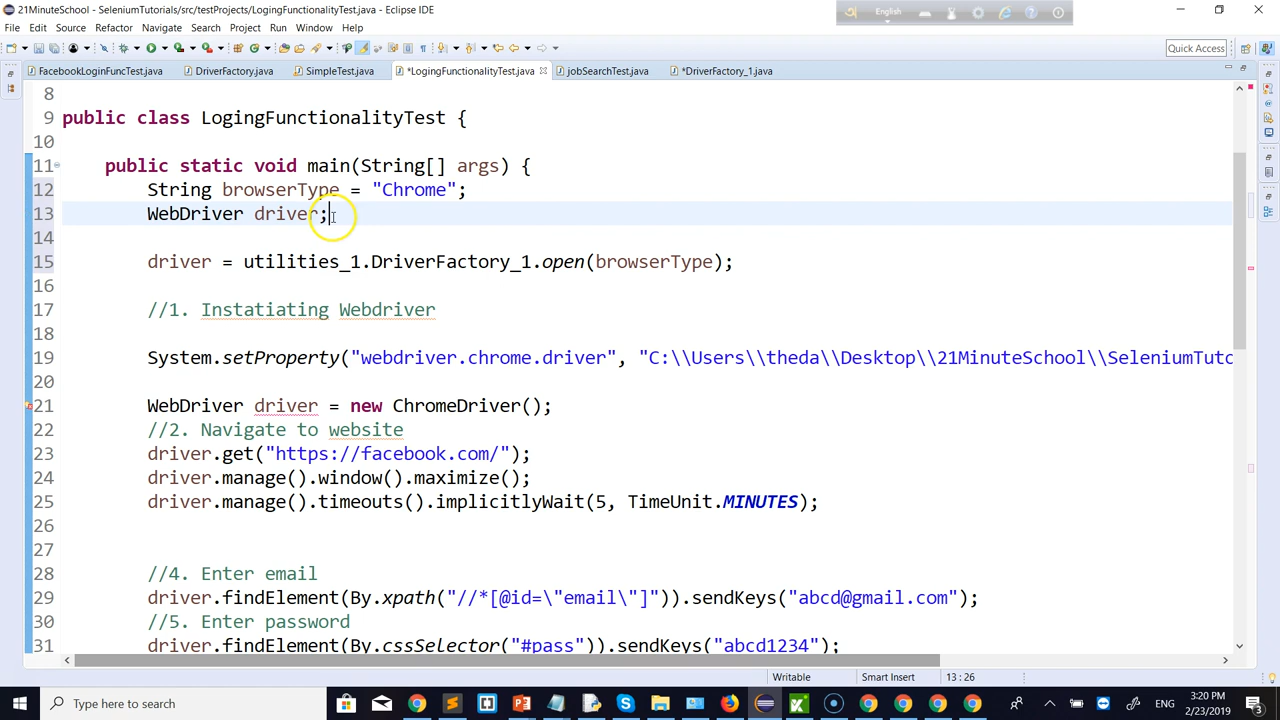 21MinuteSchool - SeleniumTutorials/src/testProjects/LogingFunctionalityTest.java - Eclipse IDE
English
File Edit Source Refactor Navigate Search Project Run Window Help
Quick Access
FacebookLoginFuncTest.java DriverFactory.java SimpleTest.java *LogingFunctionalityTest.java jobSearchTest.java *DriverFactory_1.java
8
9 public class LogingFunctionalityTest {
10
11 public static void main(String[] args) {
12 String browserType = "Chrome";
13 WebDriver driver;
14
15 driver = utilities_1.DriverFactory_1.open(browserType);
16
17 //1. Instatiating Webdriver
18
19 System.setProperty("webdriver.chrome.driver", "C:\\Users\\theda\\Desktop\\21MinuteSchool\\SeleniumTutc
20
21 WebDriver driver = new ChromeDriver();
22 //2. Navigate to website
23 driver.get("https://facebook.com/");
24 driver.manage().window().maximize();
25 driver.manage().timeouts().implicitlyWait(5, TimeUnit.MINUTES);
26
27
28 //4. Enter email
29 driver.findElement(By.xpath("//*[@id=\"email\"]")).sendKeys("abcd@gmail.com");
30 //5. Enter password
31 driver.findElement(By.cssSelector("#pass")).sendKeys("abcd1234");
Writable Smart Insert 13 : 26
Type here to search
ENG
3:20 PM
2/23/2019
3